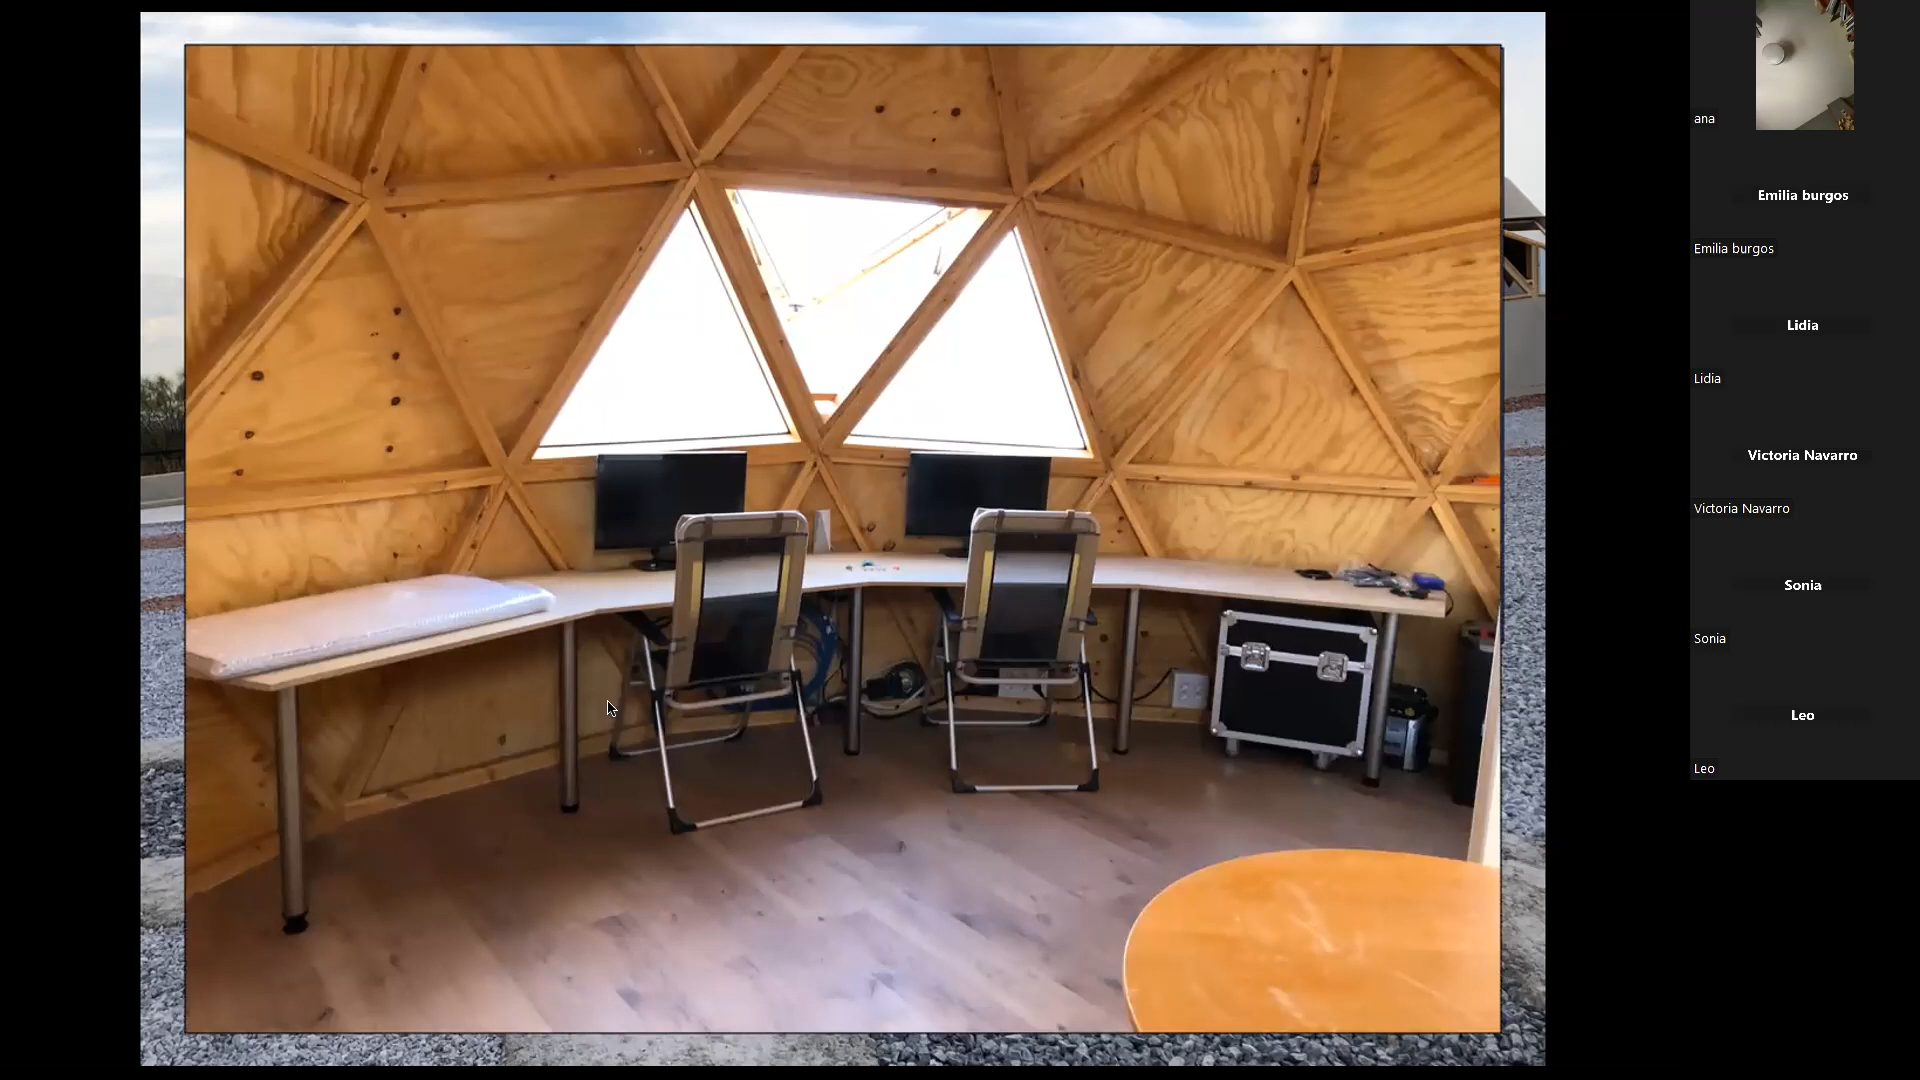 ana
Emilia burgos
Emilia burgos
Lidia
Lidia
Victoria Navarro
Victoria Navarro
Sonia
Sonia
Leo
Leo